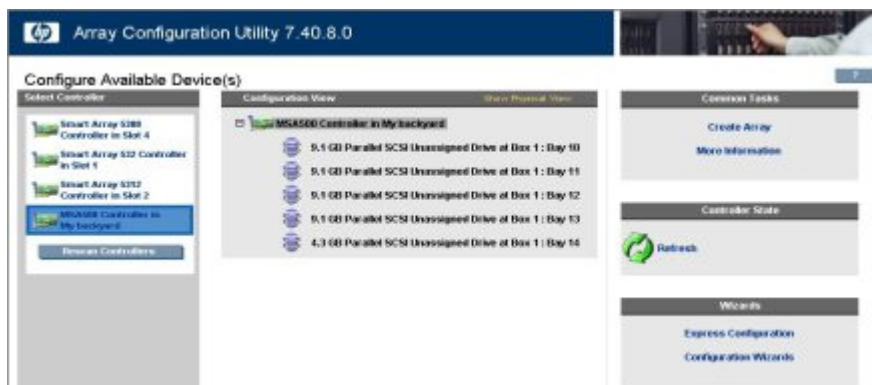 hp
Array Configuration Utility 7.40.8.0
Configure Available Device(s)
?
Select Controller
Smart Array
Controller in Slot 4
Smart Array 532 Controller
in Slot 1
Smart Array 5312
Controller in Slot 2
MSA500 Controller in
My backyard
Rescan Controllers
Configuration View
Show Physical View
MSA500 Controller in My backyard
9.1 GB Parallel SCSI Unassigned Drive at Box 1 : Bay 10
9.1 GB Parallel SCSI Unassigned Drive at Box 1 : Bay 11
9.1 GB Parallel SCSI Unassigned Drive at Box 1 : Bay 12
9.1 GB Parallel SCSI Unassigned Drive at Box 1 : Bay 13
4.3 GB Parallel SCSI Unassigned Drive at Box 1 : Bay 14
Common Tasks
Create Array
More Information
Controller State
Refresh
Wizards
Express Configuration
Configuration Wizards